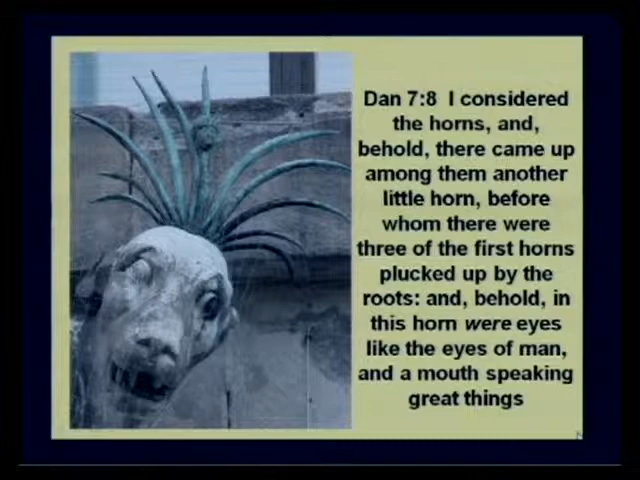 Dan 7:8 I considered
the horns, and,
behold, there came up
among them another
little horn, before
whom there were
three of the first horns
plucked up by the
roots: and, behold, in
this horn were eyes
like the eyes of man,
and a mouth speaking
great things